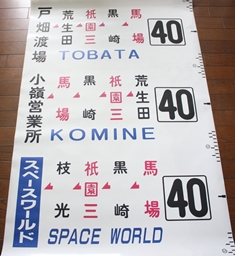 戸畑渡場
荒生田
祇園三
黒崎
馬場
40
TOBATA
小嶺営業所
馬場
祇園三
黒崎
荒生田
40
KOMINE
スペースワールド
枝光
祇園三
黒崎
馬場
40
SPACE WORLD